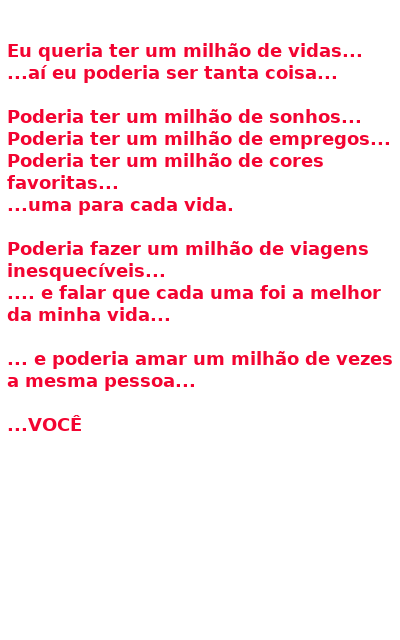 Eu queria ter um milhão de vidas...
...aí eu poderia ser tanta coisa...
Poderia ter um milhão de sonhos...
Poderia ter um milhão de empregos...
Poderia ter um milhão de cores
favoritas...
...uma para cada vida.
Poderia fazer um milhão de viagens
inesquecíveis...
.... e falar que cada uma foi a melhor
da minha vida...
... e poderia amar um milhão de vezes
a mesma pessoa...
...VOCÊ